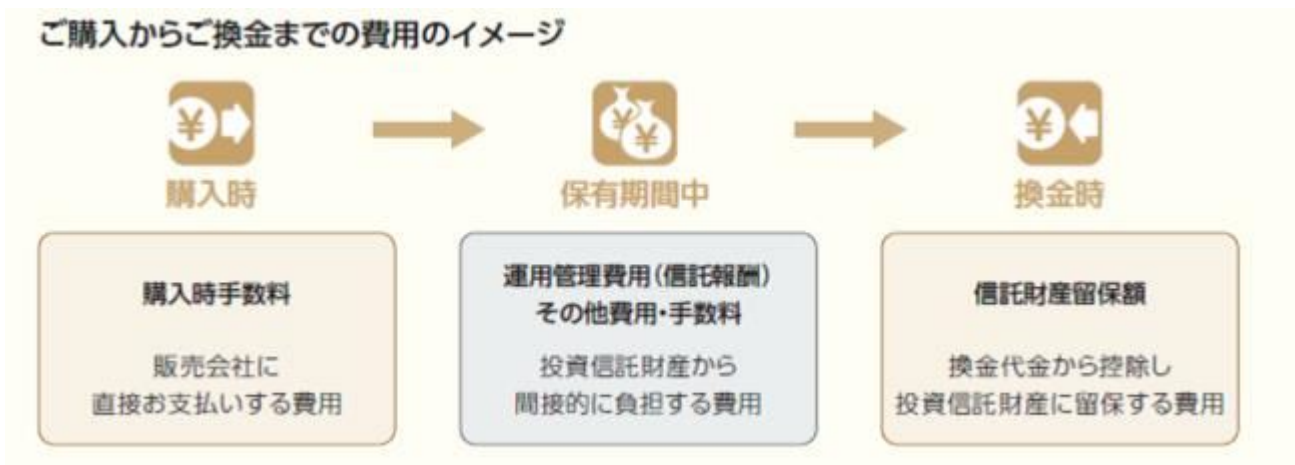 ご購入からご換金までの費用のイメージ
¥
¥
¥
¥
購入時
保有期間中
換金時
購入時手数料
販売会社に
直接お支払いする費用
運用管理費用(信託報酬)
その他費用・手数料
投資信託財産から
間接的に負担する費用
信託財産留保額
換金代金から控除し
投資信託財産に留保する費用